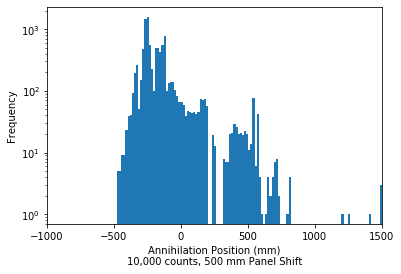 10³
10²
10¹
10⁰
Frequency
-1000 -500 0 500 1000 1500
Annihilation Position (mm)
10,000 counts, 500 mm Panel Shift